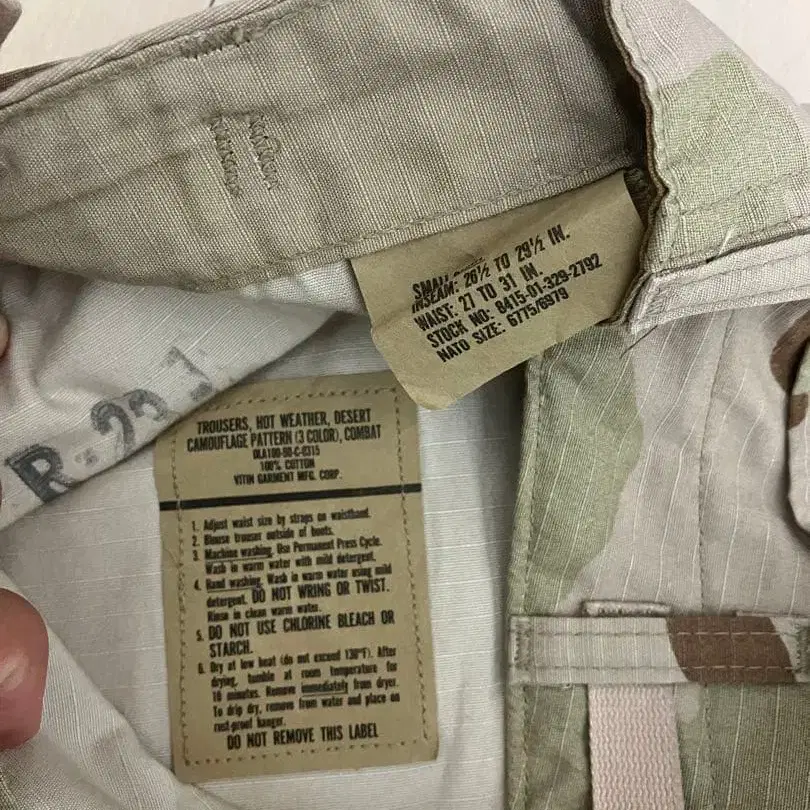 SMALL
INSEAM: 26½ TO 29½ IN.
WAIST: 27 TO 31 IN.
STOCK NO: 8415-01-329-2792
NATO SIZE: 6775/6979
R-23
TROUSERS, HOT WEATHER, DESERT
CAMOUFLAGE PATTERN (3 COLOR), COMBAT
DLA100-90-C-0315
100% COTTON
VITIN GARMENT MFG. CORP.
1. Adjust waist size by straps on waistband.
2. Blouse trouser outside of boots.
3. Machine washing. Use Permanent Press Cycle.
Wash in warm water with mild detergent.
4. Hand washing. Wash in warm water using mild
detergent. DO NOT WRING OR TWIST.
Rinse in clean warm water.
5. DO NOT USE CHLORINE BLEACH OR
STARCH.
6. Dry at low heat (do not exceed 130°F). After
drying, tumble at room temperature for
10 minutes. Remove immediately from dryer.
To drip dry, remove from water and place on
rust-proof hanger.
DO NOT REMOVE THIS LABEL